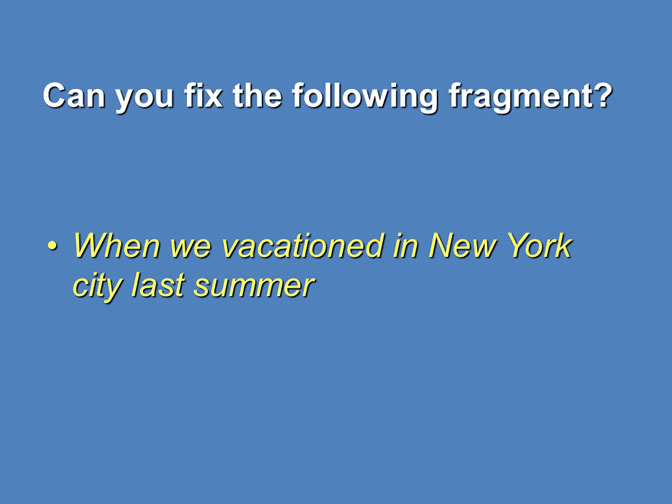 Can you fix the following fragment?
• When we vacationed in New York
city last summer